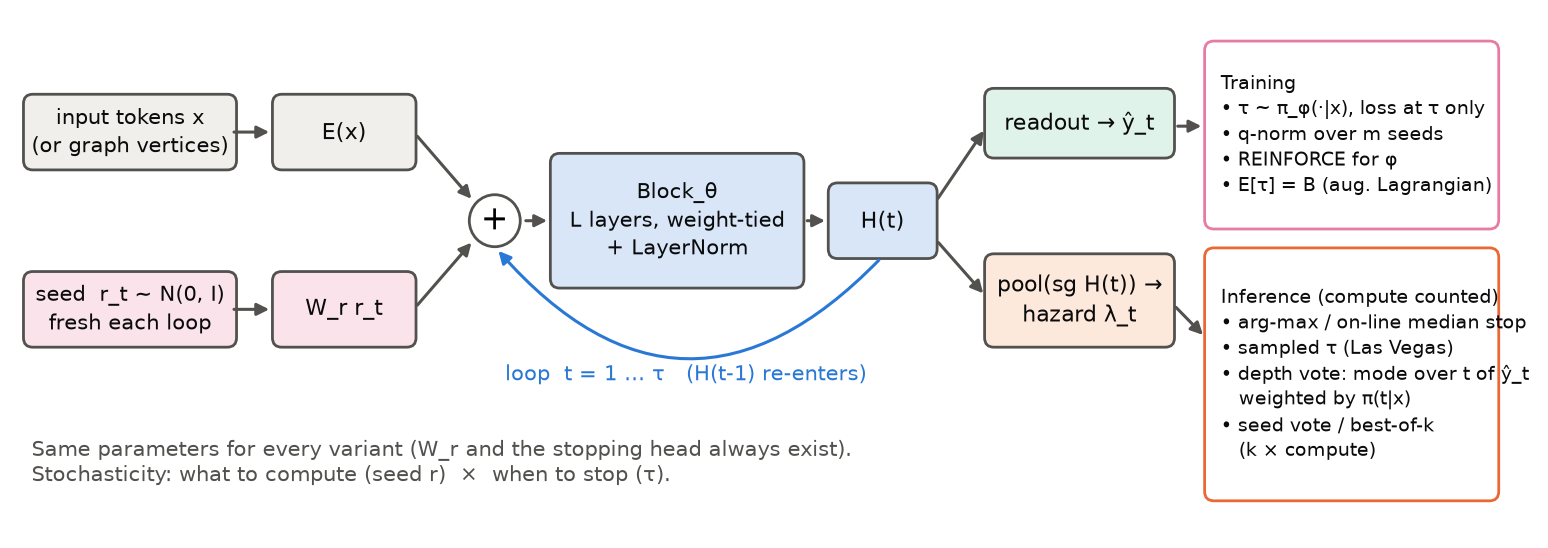 input tokens x
(or graph vertices)
E(x)
seed  r_t ~ N(0, I)
fresh each loop
W_r r_t
+
Block_θ
L layers, weight-tied
+ LayerNorm
H(t)
loop  t = 1 ... τ   (H(t-1) re-enters)
readout → ŷ_t
pool(sg H(t)) →
hazard λ_t
Training
• τ ~ π_φ(·|x), loss at τ only
• q-norm over m seeds
• REINFORCE for φ
• E[τ] = B (aug. Lagrangian)
Inference (compute counted)
• arg-max / on-line median stop
• sampled τ (Las Vegas)
• depth vote: mode over t of ŷ_t
weighted by π(t|x)
• seed vote / best-of-k
(k × compute)
Same parameters for every variant (W_r and the stopping head always exist).
Stochasticity: what to compute (seed r)  ×  when to stop (τ).